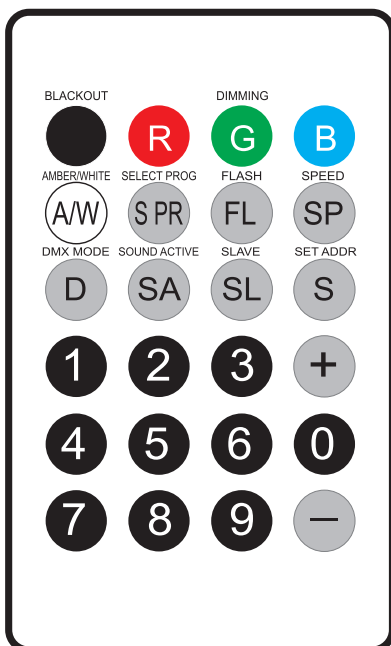 BLACKOUT DIMMING
R G B
AMBER/WHITE SELECT PROG FLASH SPEED
A/W S PR FL SP
DMX MODE SOUND ACTIVE SLAVE SET ADDR
D SA SL S
1 2 3 +
4 5 6 0
7 8 9 −